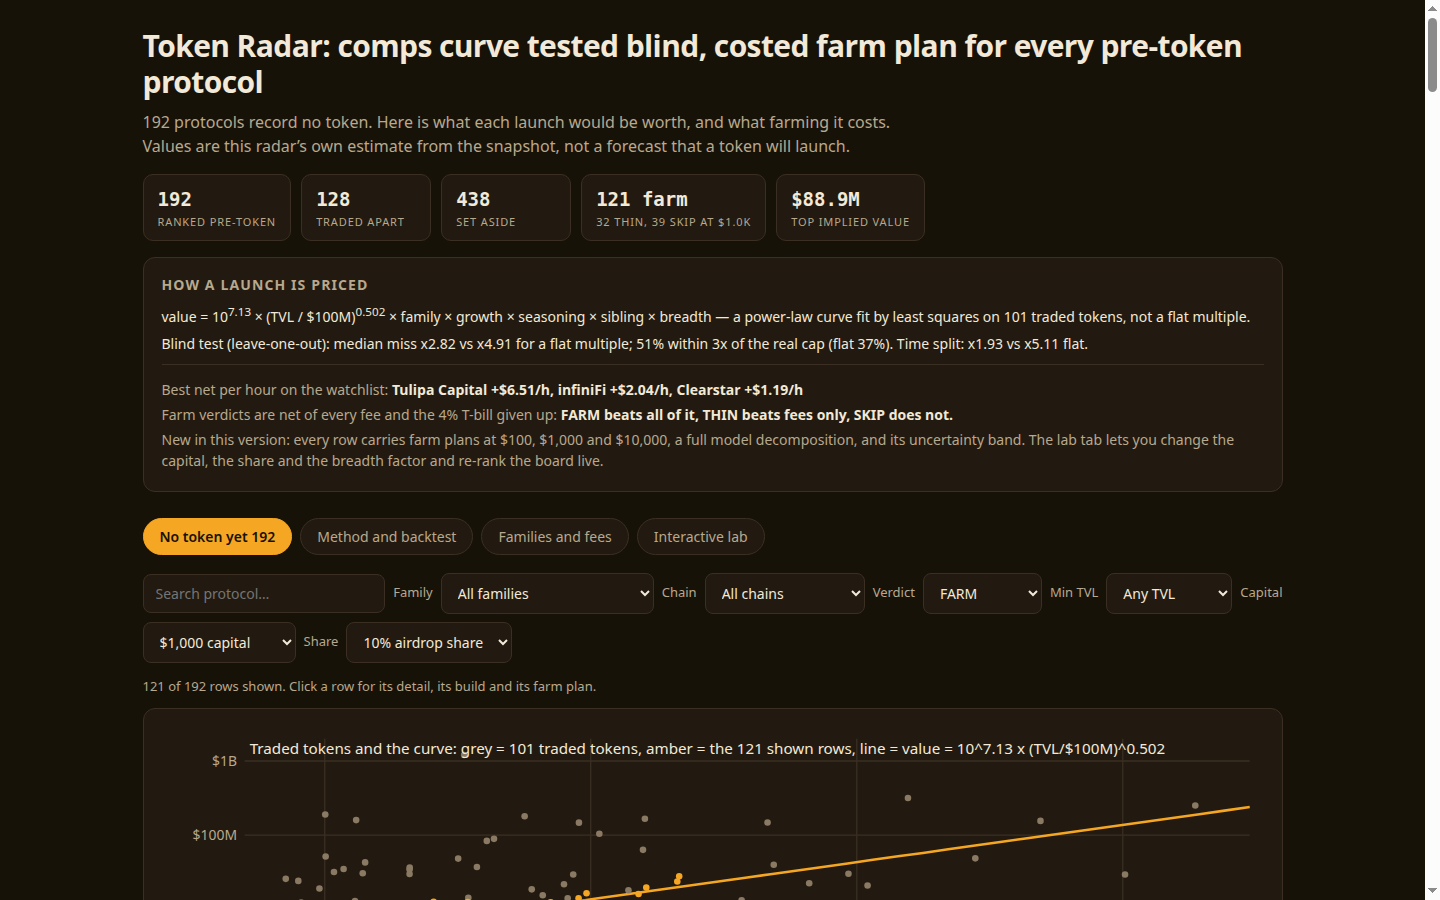 Token Radar: comps curve tested blind, costed farm plan for every pre-token
protocol
192 protocols record no token. Here is what each launch would be worth, and what farming it costs.
Values are this radar’s own estimate from the snapshot, not a forecast that a token will launch.
192
RANKED PRE-TOKEN
128
TRADED APART
438
SET ASIDE
121 farm
32 THIN, 39 SKIP AT $1.0K
$88.9M
TOP IMPLIED VALUE
HOW A LAUNCH IS PRICED
value = 10^7.13 × (TVL / $100M)^0.502 × family × growth × seasoning × sibling × breadth — a power-law curve fit by least squares on 101 traded tokens, not a flat multiple.
Blind test (leave-one-out): median miss x2.82 vs x4.91 for a flat multiple; 51% within 3x of the real cap (flat 37%). Time split: x1.93 vs x5.11 flat.
Best net per hour on the watchlist: Tulipa Capital +$6.51/h, infiniFi +$2.04/h, Clearstar +$1.19/h
Farm verdicts are net of every fee and the 4% T-bill given up: FARM beats all of it, THIN beats fees only, SKIP does not.
New in this version: every row carries farm plans at $100, $1,000 and $10,000, a full model decomposition, and its uncertainty band. The lab tab lets you change the
capital, the share and the breadth factor and re-rank the board live.
No token yet 192
Method and backtest
Families and fees
Interactive lab
Search protocol...
Family
All families
Chain
All chains
Verdict
FARM
Min TVL
Any TVL
Capital
$1,000 capital
Share
10% airdrop share
121 of 192 rows shown. Click a row for its detail, its build and its farm plan.
Traded tokens and the curve: grey = 101 traded tokens, amber = the 121 shown rows, line = value = 10^7.13 x (TVL/$100M)^0.502
$1B
$100M